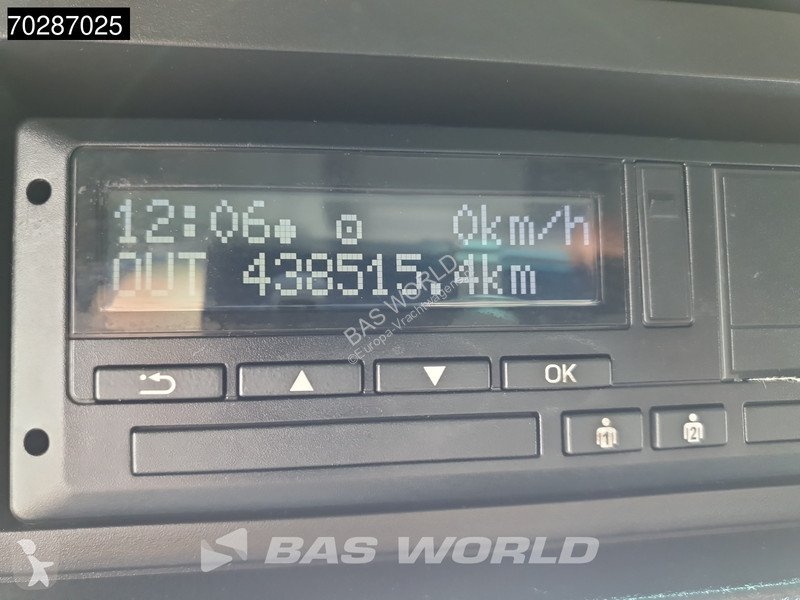 70287025
12:06 0km/h
OUT 438515.4km
BAS WORLD
©Europa-Vrachtwagens
OK
1 2
BAS WORLD